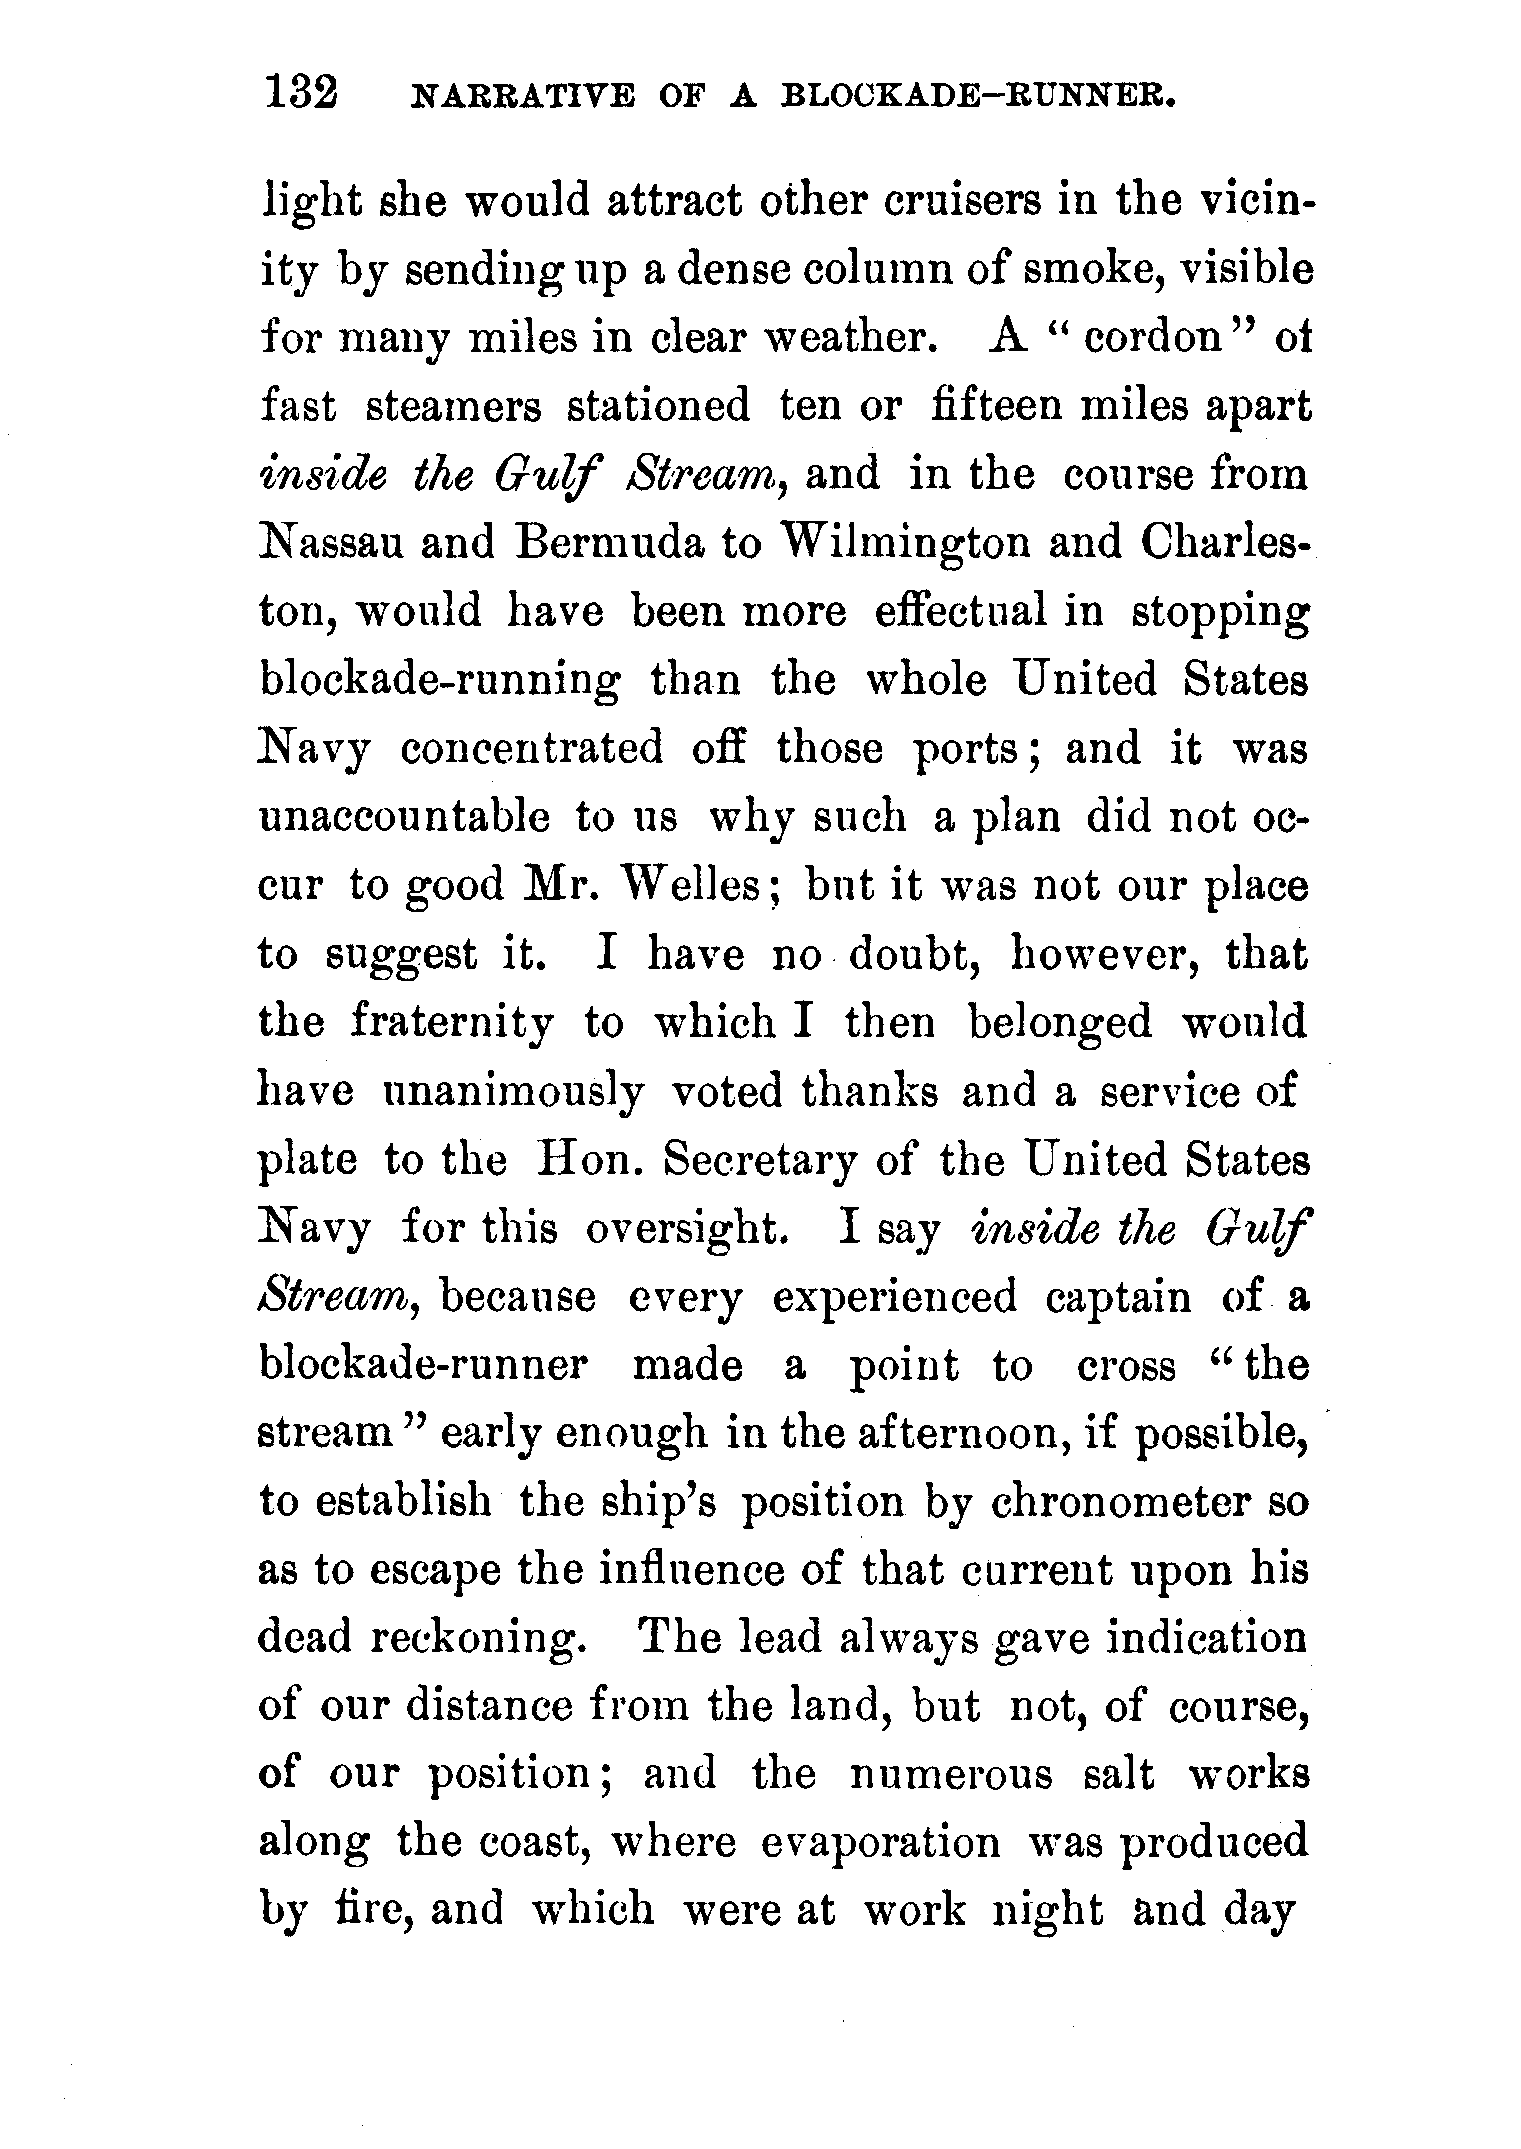 132 NARRATIVE OF A BLOCKADE-RUNNER.
light she would attract other cruisers in the vicin-
ity by sending up a dense column of smoke, visible
for many miles in clear weather. A “ cordon ” of
fast steamers stationed ten or fifteen miles apart
inside the Gulf Stream, and in the course from
Nassau and Bermuda to Wilmington and Charles-
ton, would have been more effectual in stopping
blockade-running than the whole United States
Navy concentrated off those ports; and it was
unaccountable to us why such a plan did not oc-
cur to good Mr. Welles; but it was not our place
to suggest it. I have no doubt, however, that
the fraternity to which I then belonged would
have unanimously voted thanks and a service of
plate to the Hon. Secretary of the United States
Navy for this oversight. I say inside the Gulf
Stream, because every experienced captain of a
blockade-runner made a point to cross “ the
stream ” early enough in the afternoon, if possible,
to establish the ship's position by chronometer so
as to escape the influence of that current upon his
dead reckoning. The lead always gave indication
of our distance from the land, but not, of course,
of our position; and the numerous salt works
along the coast, where evaporation was produced
by fire, and which were at work night and day